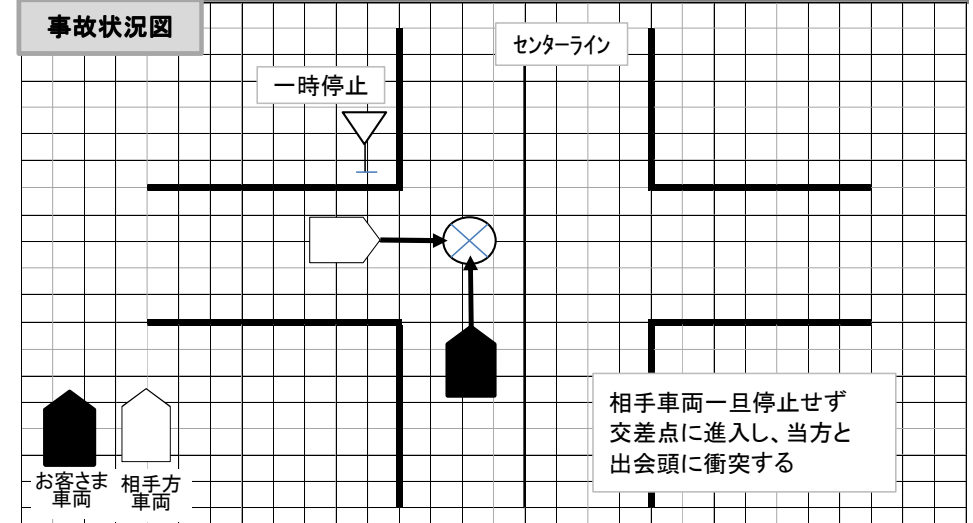 事故状況図
センターライン
一時停止
相手車両一旦停止せず
交差点に進入し、当方と
出会頭に衝突する
お客さま
車両
相手方
車両